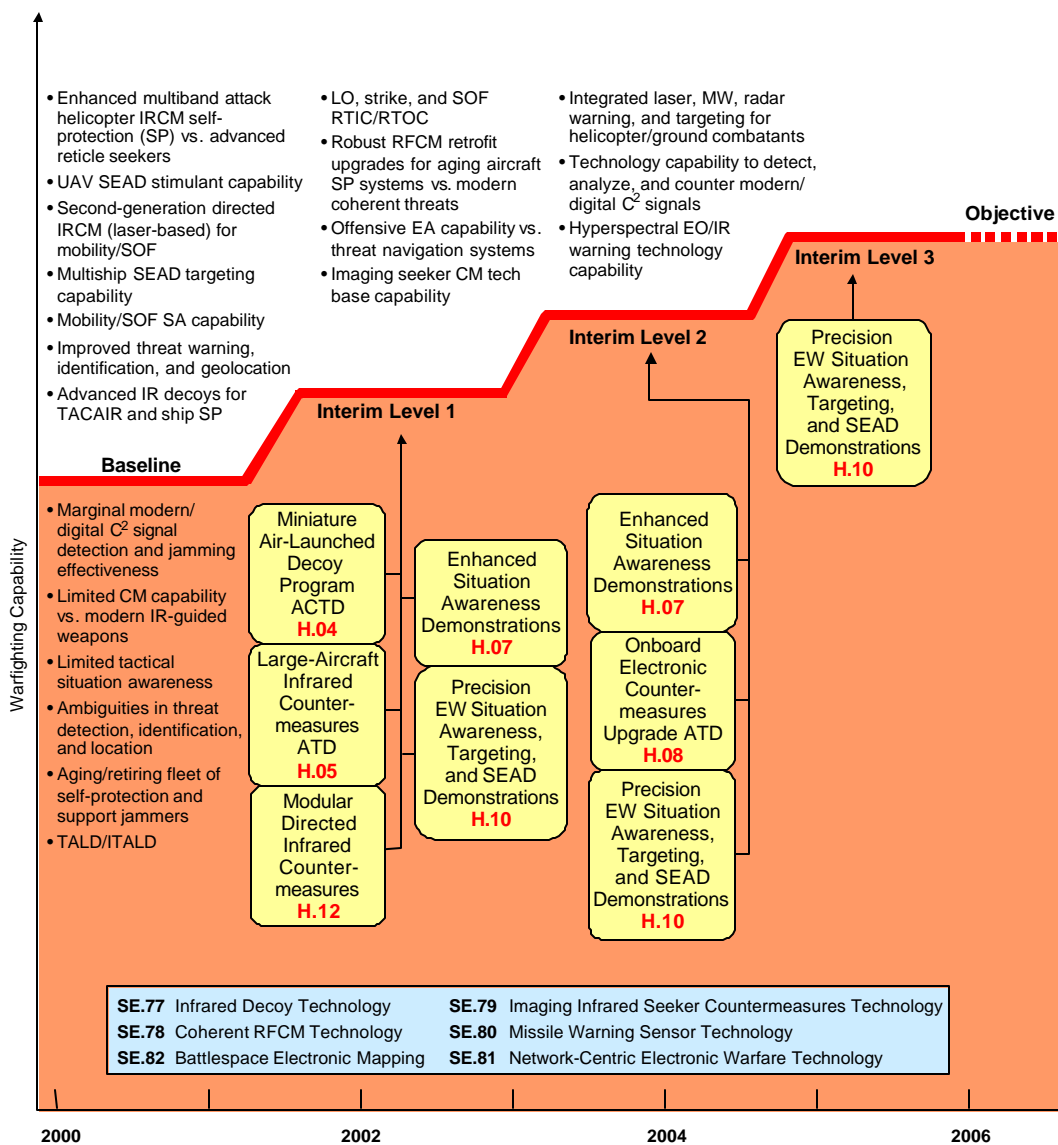 • Enhanced multiband attack
helicopter IRCM self-
protection (SP) vs. advanced
reticle seekers
• UAV SEAD stimulant capability
• Second-generation directed
IRCM (laser-based) for
mobility/SOF
• Multiship SEAD targeting
capability
• Mobility/SOF SA capability
• Improved threat warning,
identification, and geolocation
• Advanced IR decoys for
TACAIR and ship SP
• LO, strike, and SOF
RTIC/RTOC
• Robust RFCM retrofit
upgrades for aging aircraft
SP systems vs. modern
coherent threats
• Offensive EA capability vs.
threat navigation systems
• Imaging seeker CM tech
base capability
• Integrated laser, MW, radar
warning, and targeting for
helicopter/ground combatants
• Technology capability to detect,
analyze, and counter modern/
digital C² signals
• Hyperspectral EO/IR
warning technology
capability
Objective
Interim Level 3
Interim Level 2
Interim Level 1
Baseline
• Marginal modern/
digital C² signal
detection and jamming
effectiveness
• Limited CM capability
vs. modern IR-guided
weapons
• Limited tactical
situation awareness
• Ambiguities in threat
detection, identification,
and location
• Aging/retiring fleet of
self-protection and
support jammers
• TALD/ITALD
Miniature
Air-Launched
Decoy
Program
ACTD
H.04
Large-Aircraft
Infrared
Counter-
measures
ATD
H.05
Modular
Directed
Infrared
Counter-
measures
H.12
Enhanced
Situation
Awareness
Demonstrations
H.07
Precision
EW Situation
Awareness,
Targeting,
and SEAD
Demonstrations
H.10
Enhanced
Situation
Awareness
Demonstrations
H.07
Onboard
Electronic
Counter-
measures
Upgrade ATD
H.08
Precision
EW Situation
Awareness,
Targeting,
and SEAD
Demonstrations
H.10
Precision
EW Situation
Awareness,
Targeting,
and SEAD
Demonstrations
H.10
Warfighting Capability
SE.77 Infrared Decoy Technology
SE.78 Coherent RFCM Technology
SE.82 Battlespace Electronic Mapping
SE.79 Imaging Infrared Seeker Countermeasures Technology
SE.80 Missile Warning Sensor Technology
SE.81 Network-Centric Electronic Warfare Technology
2000
2002
2004
2006